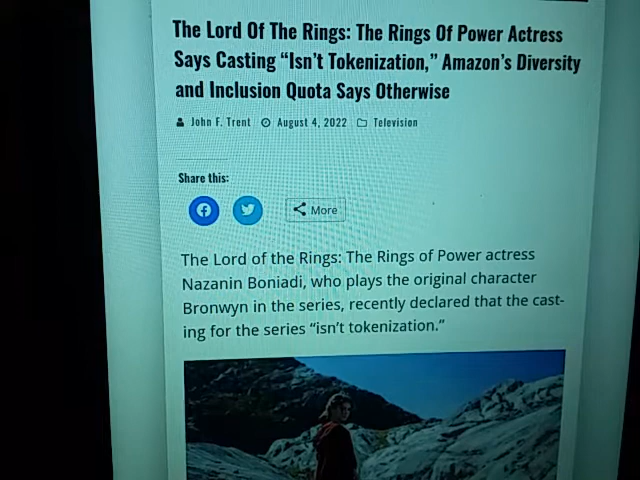 The Lord Of The Rings: The Rings Of Power Actress
Says Casting “Isn’t Tokenization,” Amazon’s Diversity
and Inclusion Quota Says Otherwise
John F. Trent August 4, 2022 Television
Share this:
More
The Lord of the Rings: The Rings of Power actress
Nazanin Boniadi, who plays the original character
Bronwyn in the series, recently declared that the cast-
ing for the series “isn’t tokenization.”